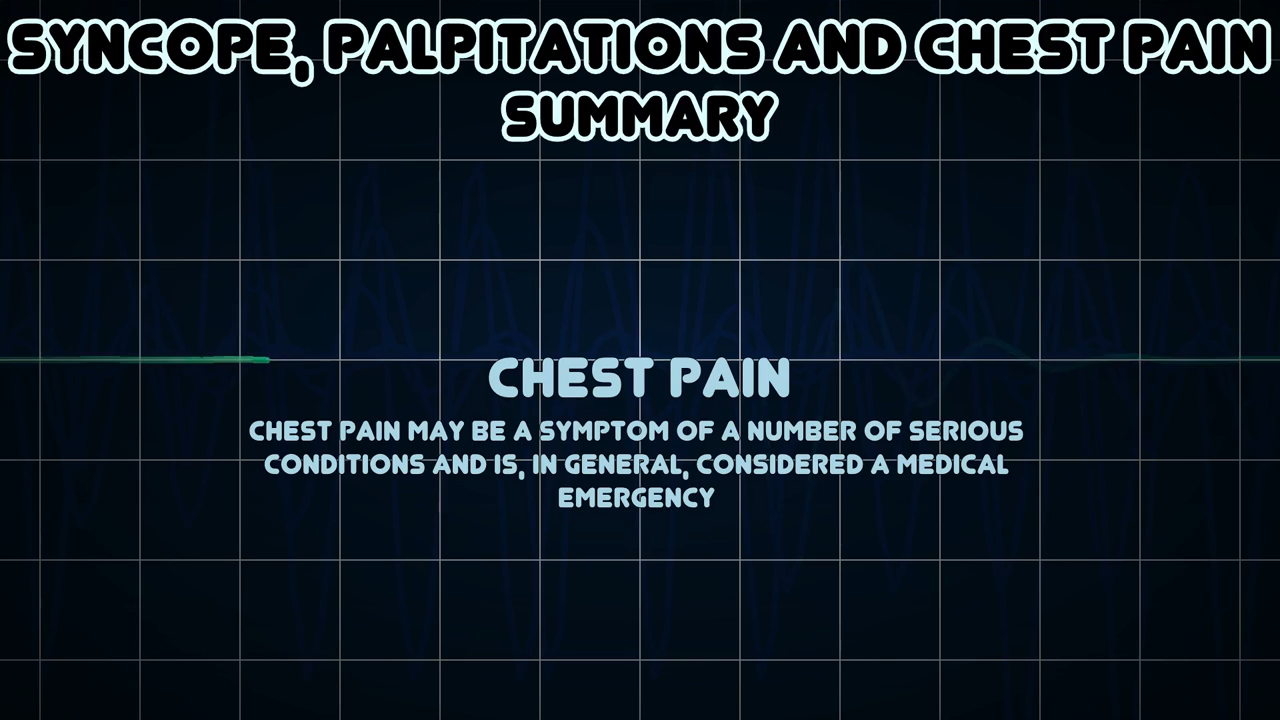 SYNCOPE, PALPITATIONS AND CHEST PAIN
SUMMARY
CHEST PAIN
CHEST PAIN MAY BE A SYMPTOM OF A NUMBER OF SERIOUS
CONDITIONS AND IS, IN GENERAL, CONSIDERED A MEDICAL
EMERGENCY